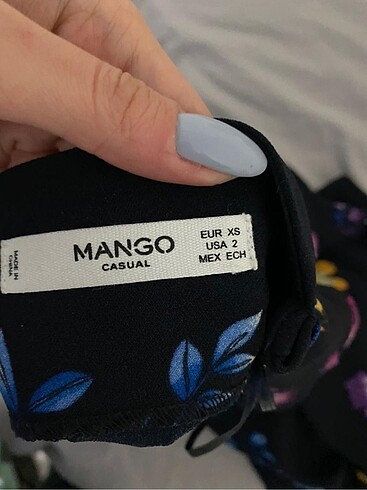 MADE IN
CHINA
MANGO
CASUAL
EUR XS
USA 2
MEX ECH